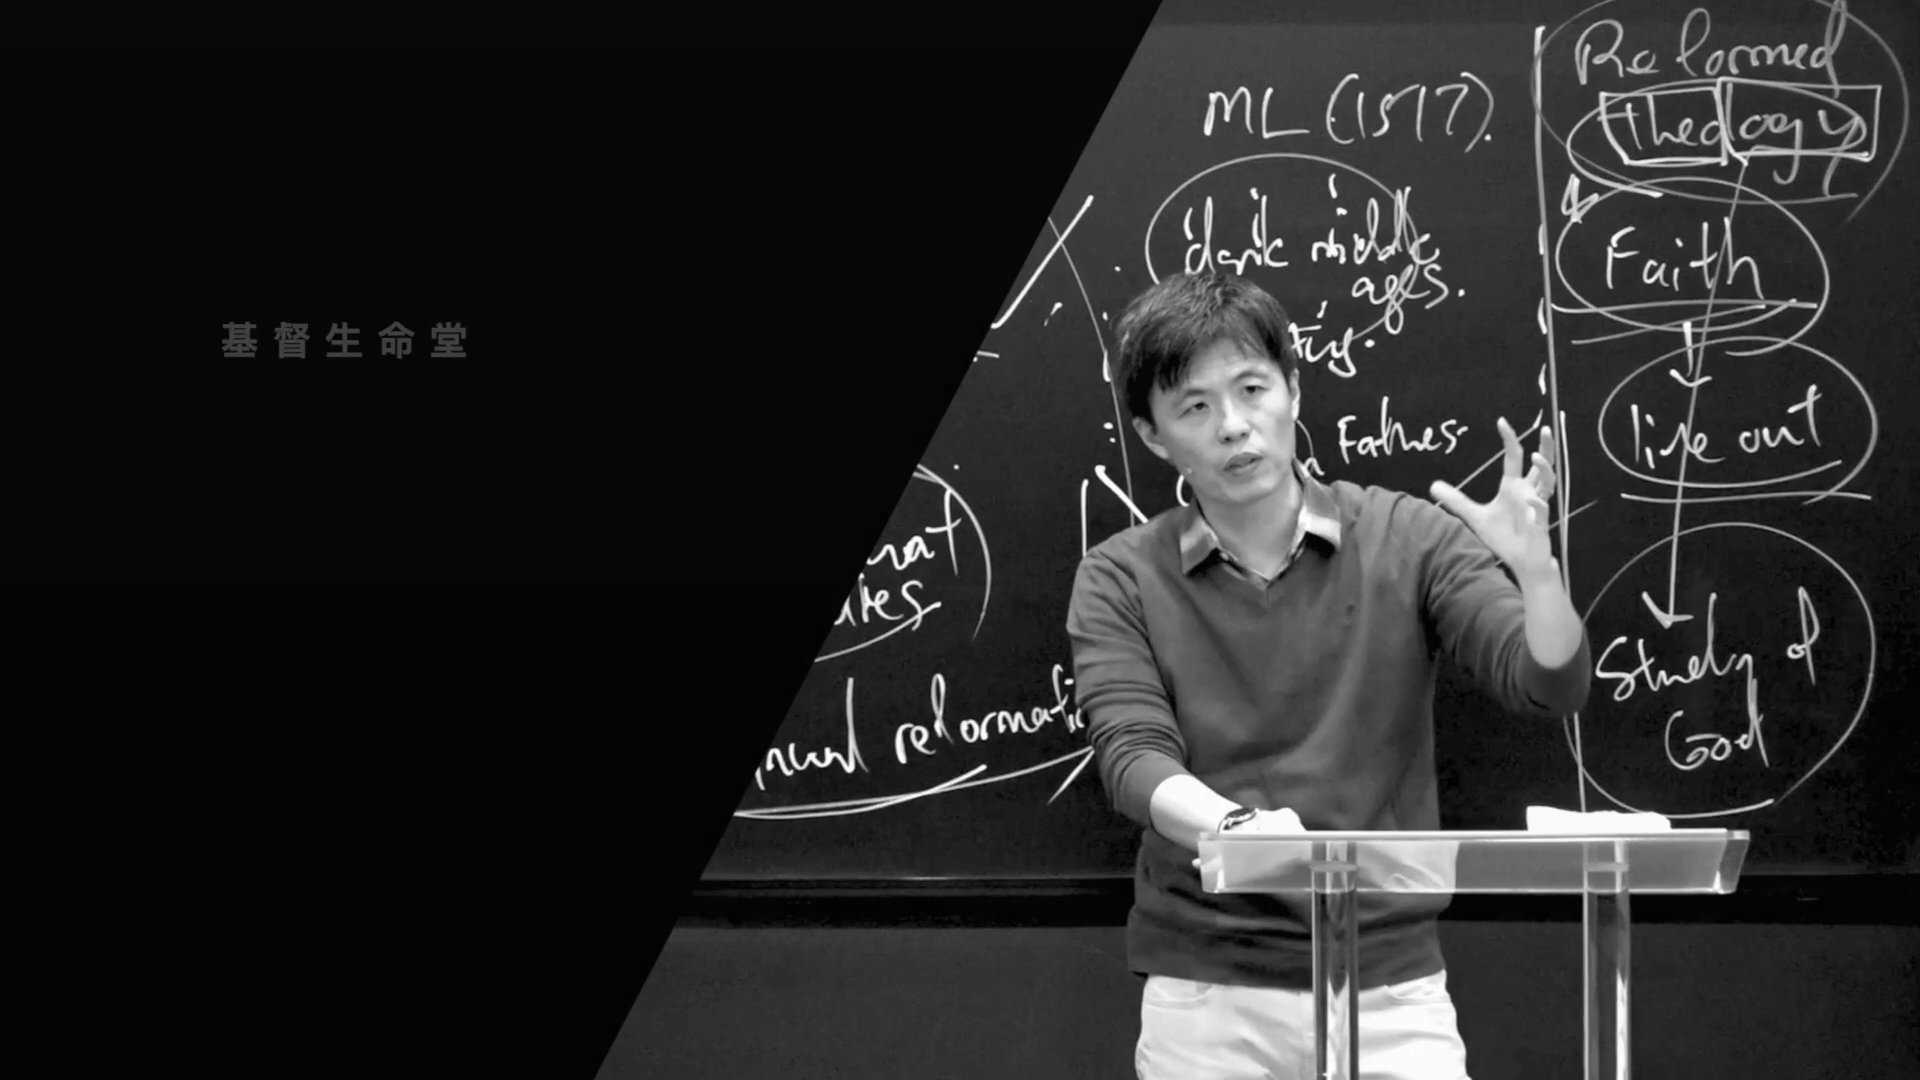 基督生命堂
ML (1517).
dark middle
ages.
Fathers
reformati
Reformed
theology
Faith
live out
Study of
God